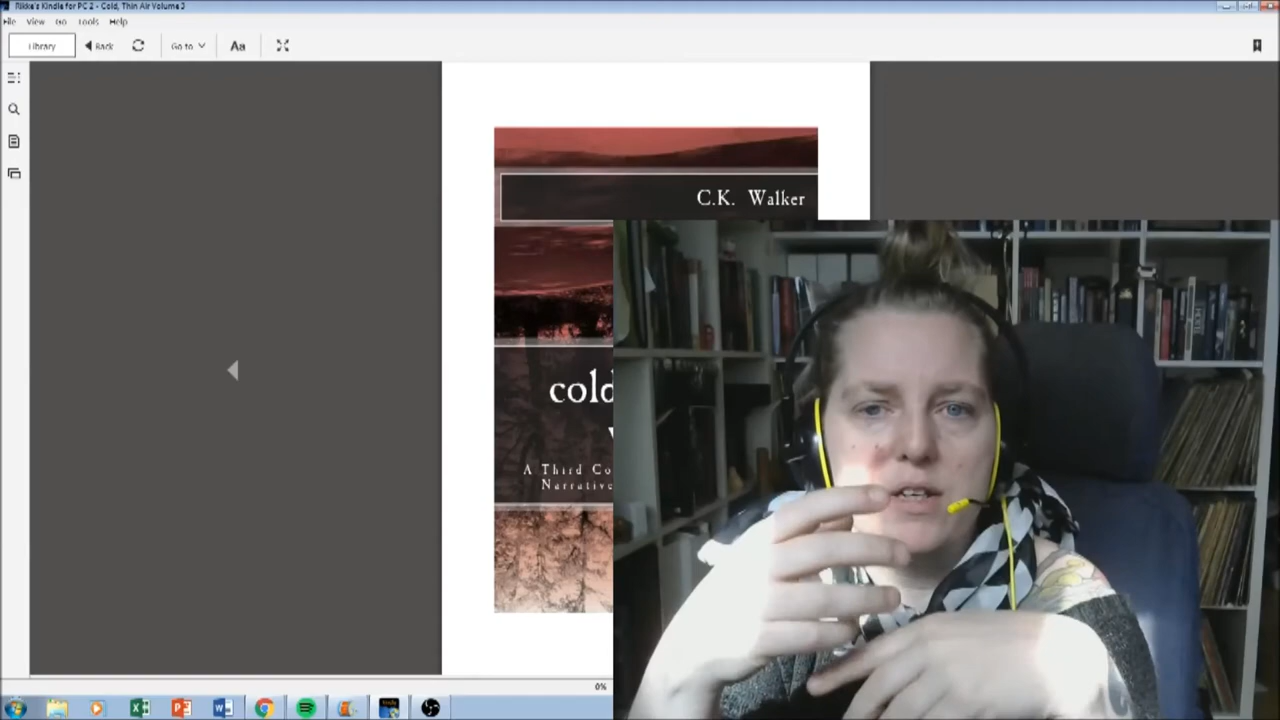 Rikke's Kindle for PC 2 - Cold, Thin Air Volume 3
File View Go Tools Help
Library Back Go to Aa
C.K. Walker
cold
A Third Co
Narrative
0%